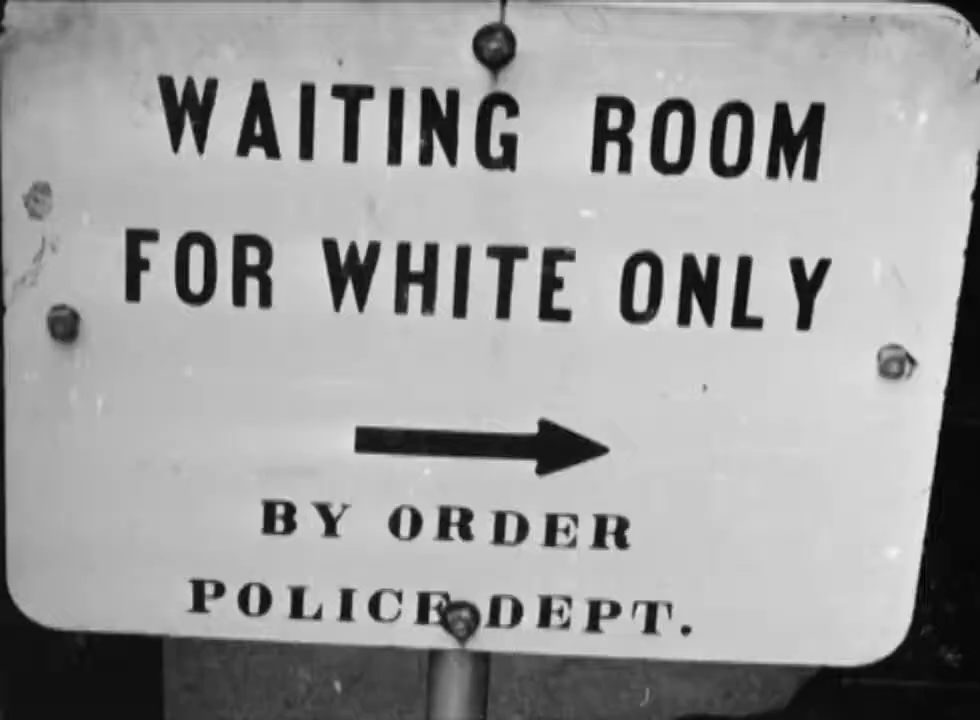 WAITING ROOM
FOR WHITE ONLY
BY ORDER
POLICE DEPT.